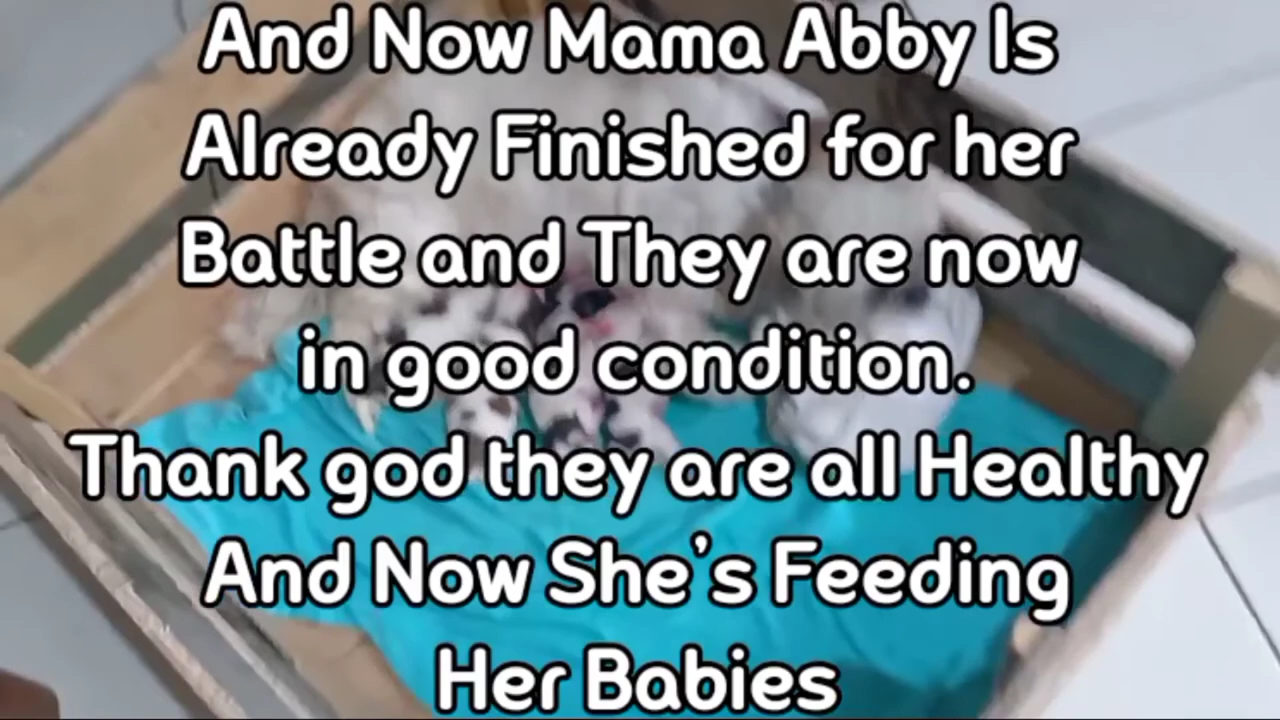 And Now Mama Abby Is
Already Finished for her
Battle and They are now
in good condition.
Thank god they are all Healthy
And Now She's Feeding
Her Babies